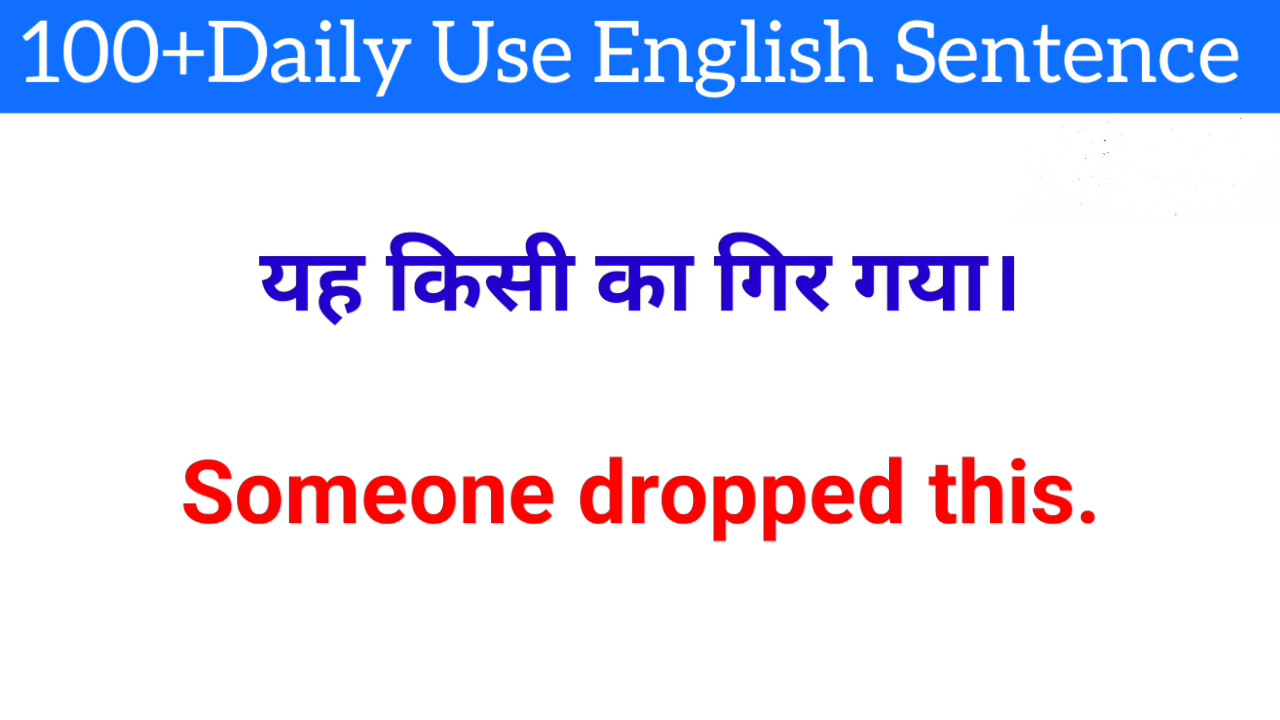 100+Daily Use English Sentence
यह किसी का गिर गया।
Someone dropped this.